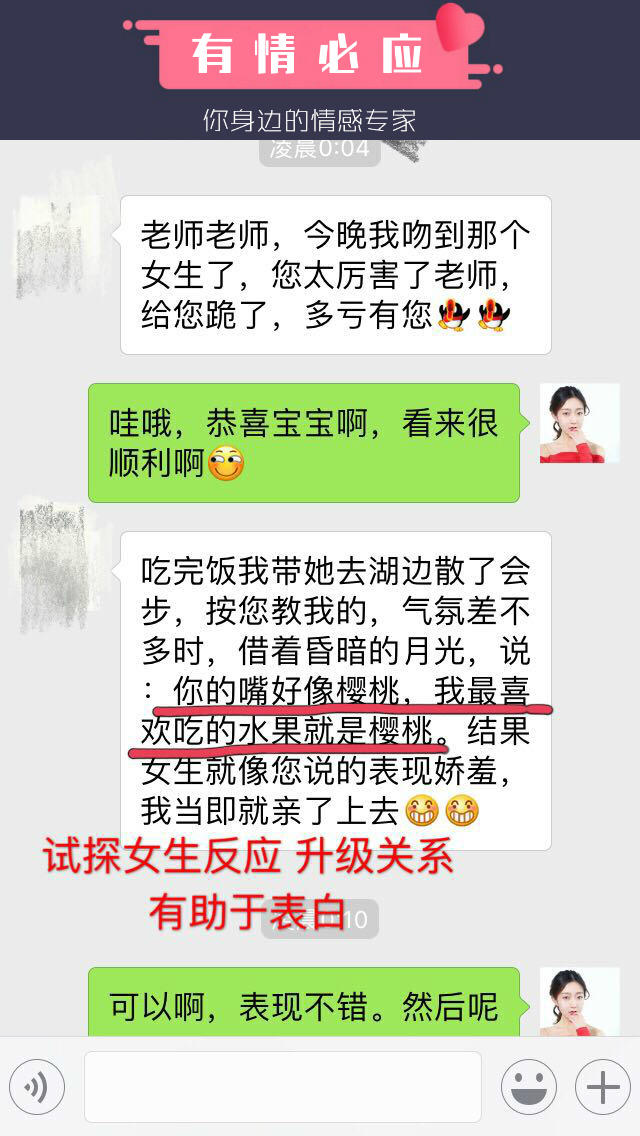 有情必应
你身边的情感专家
凌晨0:04
老师老师，今晚我吻到那个
女生了，您太厉害了老师，
给您跪了，多亏有您
哇哦，恭喜宝宝啊，看来很
顺利啊
吃完饭我带她去湖边散了会
步，按您教我的，气氛差不
多时，借着昏暗的月光，说
：你的嘴好像樱桃，我最喜
欢吃的水果就是樱桃。结果
女生就像您说的表现娇羞，
我当即就亲了上去
试探女生反应 升级关系
有助于表白
凌晨0:10
可以啊，表现不错。然后呢